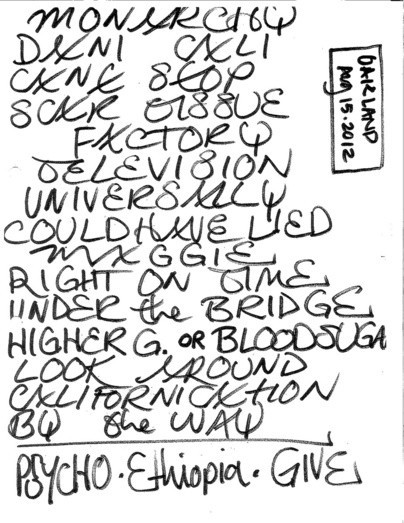 MONARCHY
DANI CALI
CANT STOP
SCAR TISSUE
FACTORY
TELEVISION
UNIVERSALLY
COULD HAVE LIED
MAGGIE
RIGHT ON TIME
UNDER the BRIDGE
HIGHER G. OR BLOODSUGA
LOOK AROUND
CALIFORNICATION
BY the WAY
PSYCHO · Ethiopia · GIVE
OAKLAND
AUG 15.2012